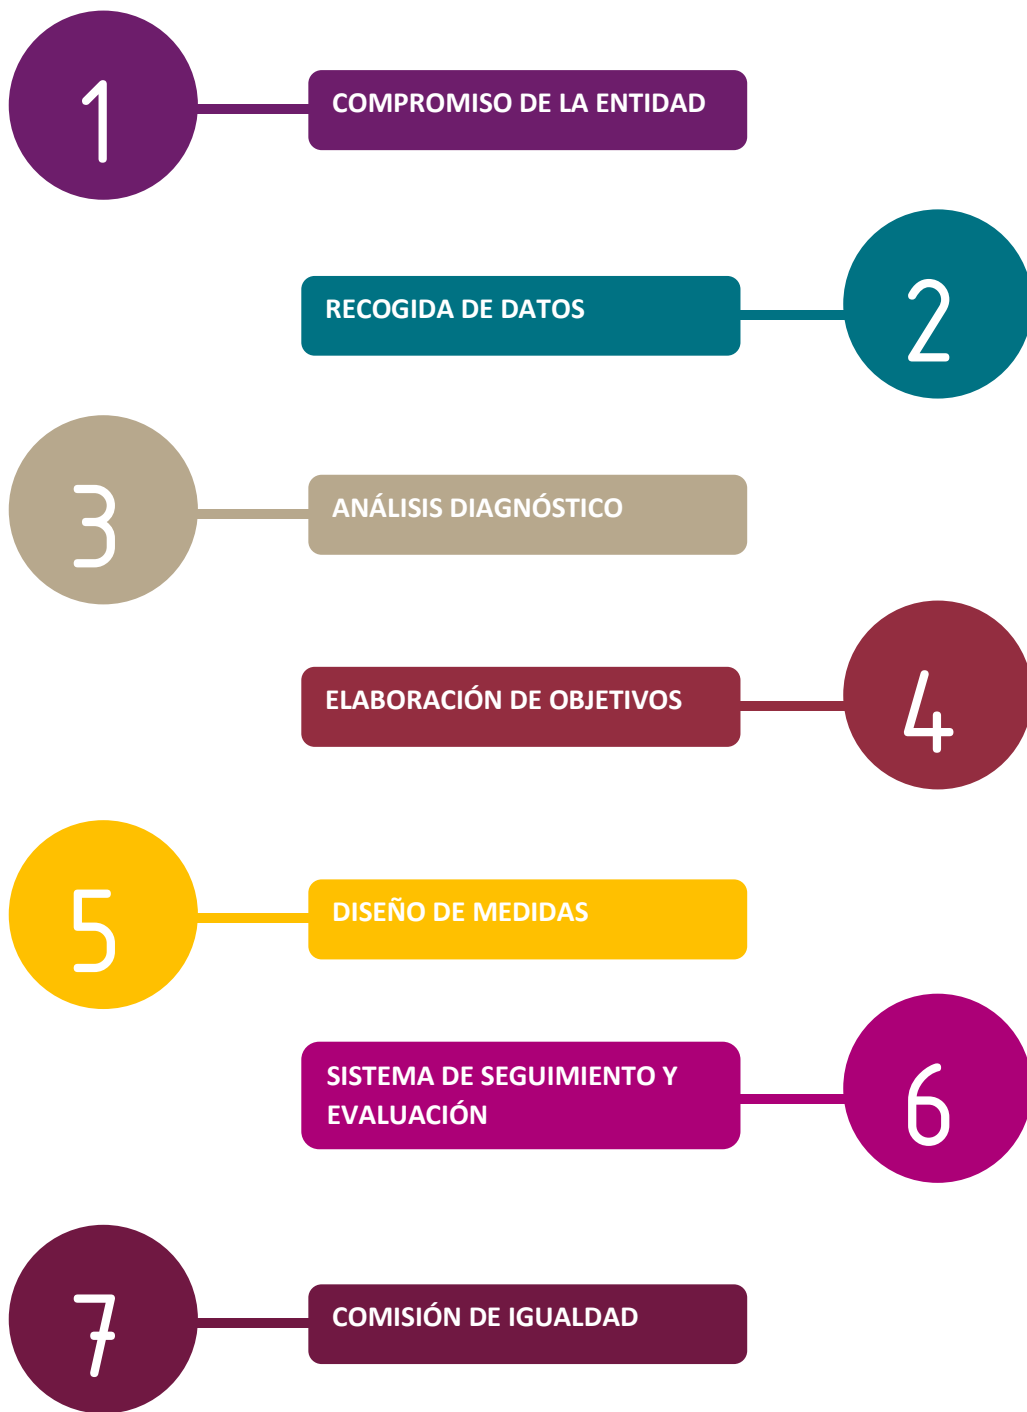 1
COMPROMISO DE LA ENTIDAD
RECOGIDA DE DATOS
2
3
ANÁLISIS DIAGNÓSTICO
ELABORACIÓN DE OBJETIVOS
4
5
DISEÑO DE MEDIDAS
SISTEMA DE SEGUIMIENTO Y
EVALUACIÓN
6
7
COMISIÓN DE IGUALDAD